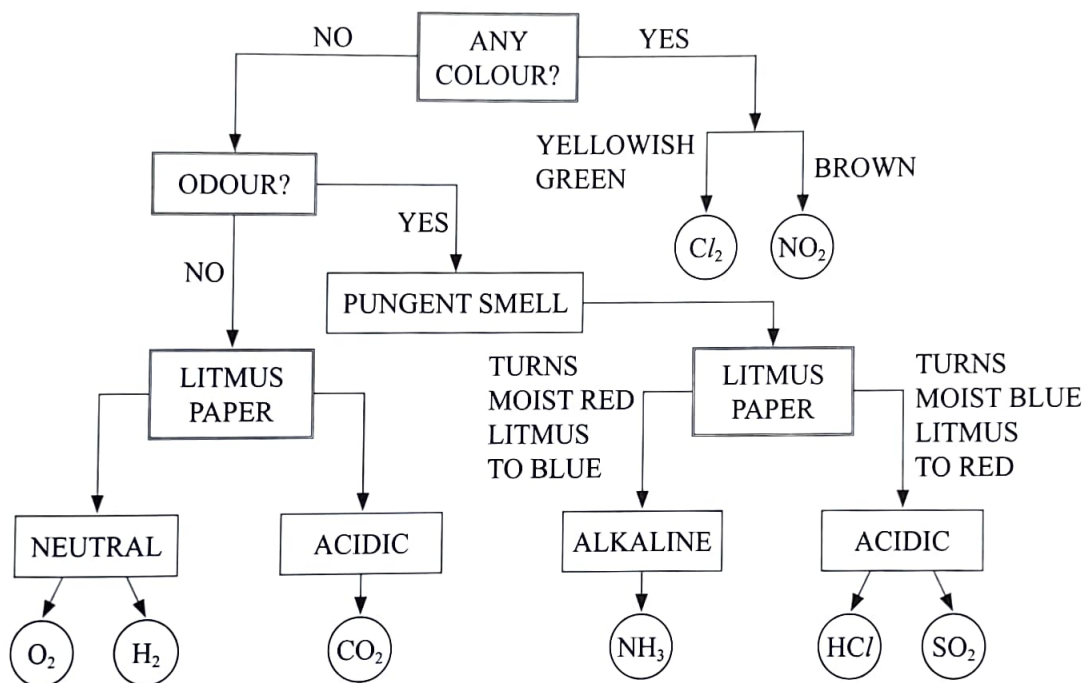 NO
ANY
COLOUR?
YES
YELLOWISH
GREEN
BROWN
ODOUR?
YES
NO
Cl₂
NO₂
PUNGENT SMELL
LITMUS
PAPER
TURNS
MOIST RED
LITMUS
TO BLUE
LITMUS
PAPER
TURNS
MOIST BLUE
LITMUS
TO RED
NEUTRAL
ACIDIC
ALKALINE
ACIDIC
O₂
H₂
CO₂
NH₃
HCl
SO₂